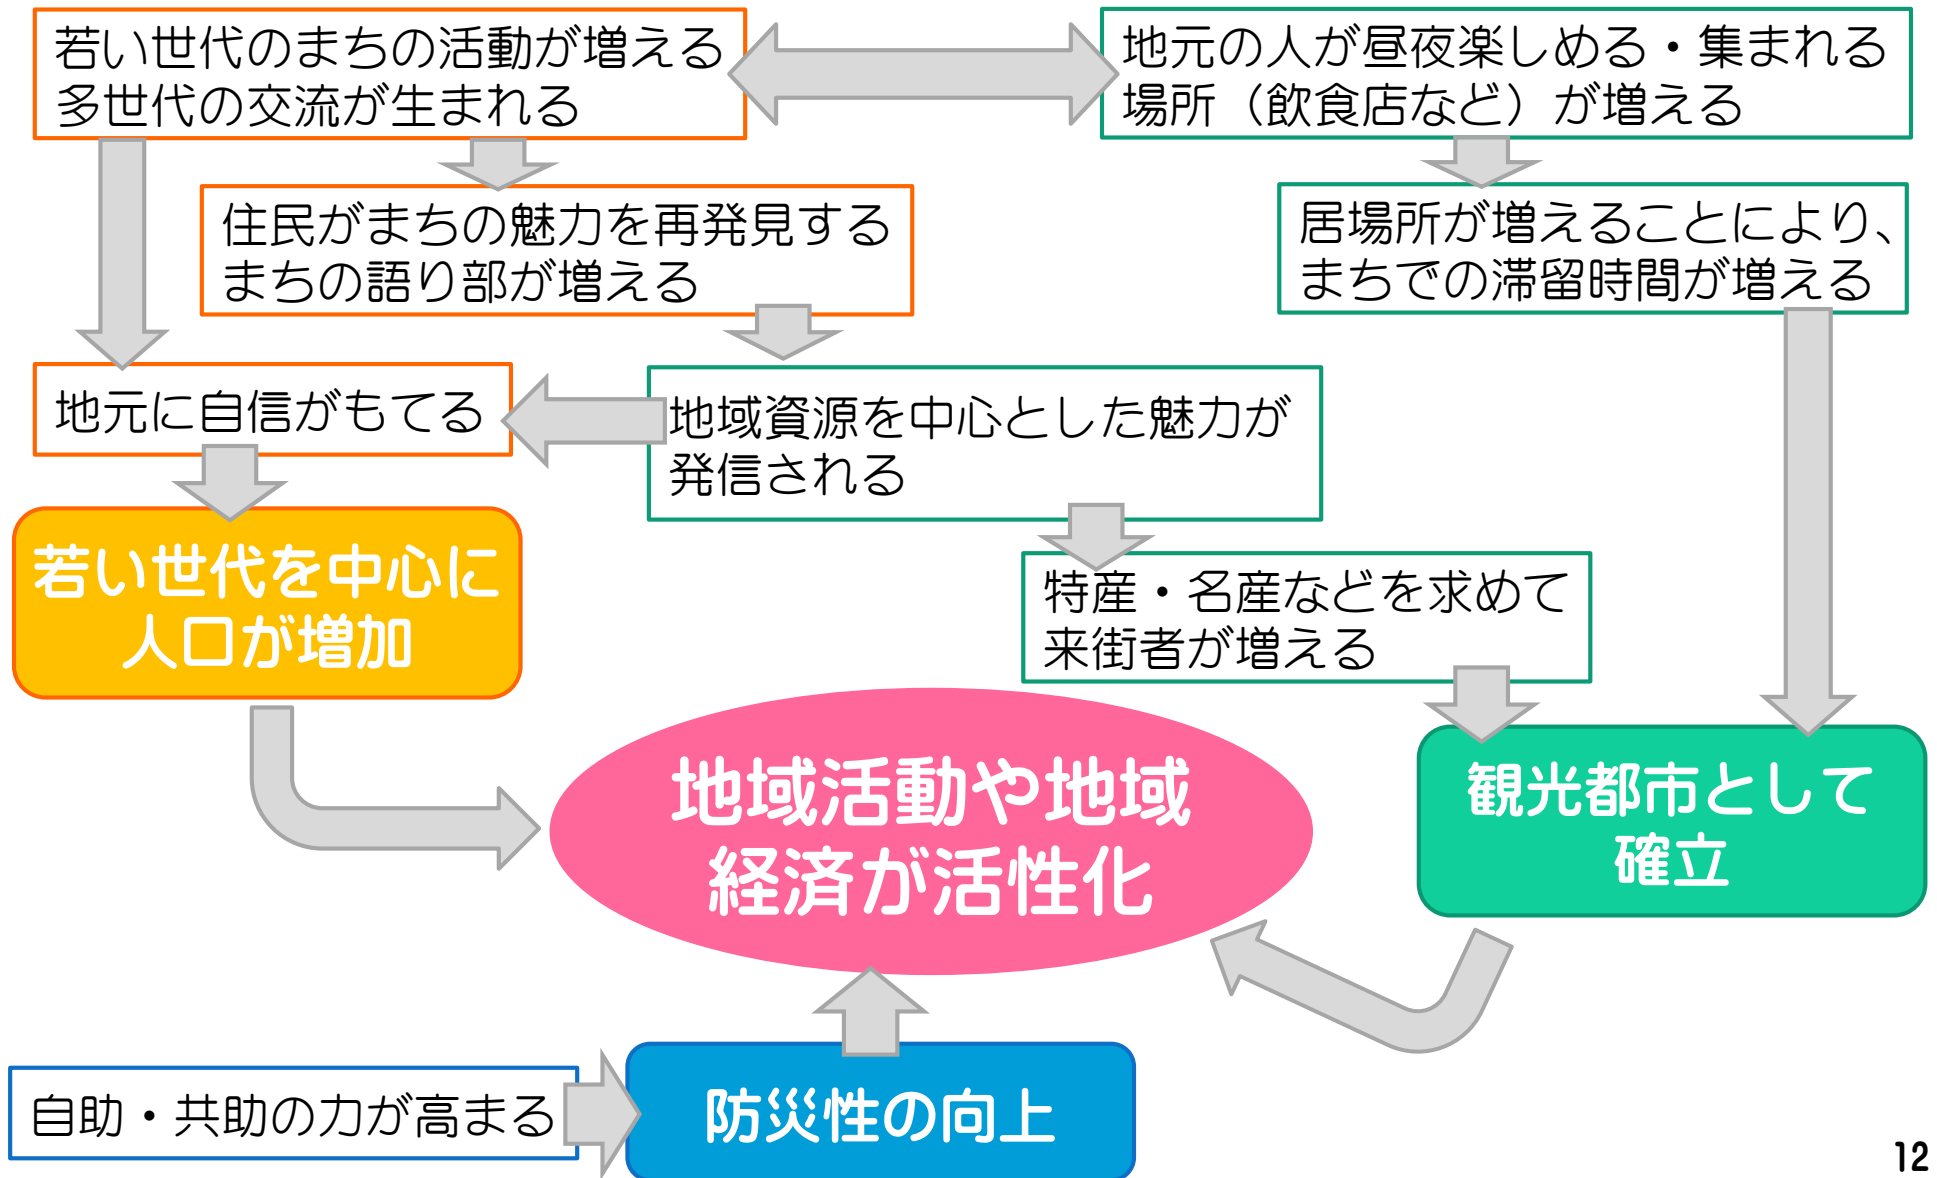 若い世代のまちの活動が増える
多世代の交流が生まれる
地元の人が昼夜楽しめる・集まれる
場所（飲食店など）が増える
住民がまちの魅力を再発見する
まちの語り部が増える
居場所が増えることにより、
まちでの滞留時間が増える
地元に自信がもてる
地域資源を中心とした魅力が
発信される
若い世代を中心に
人口が増加
特産・名産などを求めて
来街者が増える
地域活動や地域
経済が活性化
観光都市として
確立
自助・共助の力が高まる
防災性の向上
12